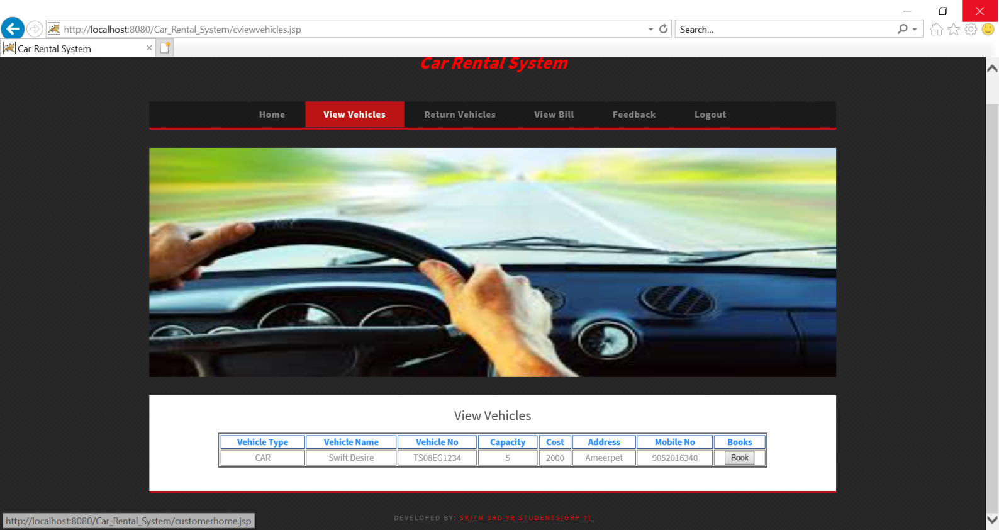 http://localhost:8080/Car_Rental_System/cviewvehicles.jsp
Search...
Car Rental System
Car Rental System
Home View Vehicles Return Vehicles View Bill Feedback Logout
View Vehicles
Vehicle Type Vehicle Name Vehicle No Capacity Cost Address Mobile No Books
CAR Swift Desire TS08EG1234 5 2000 Ameerpet 9052016340 Book
DEVELOPED BY: SKITM 3RD YR STUDENTS(GRP 7)
http://localhost:8080/Car_Rental_System/customerhome.jsp